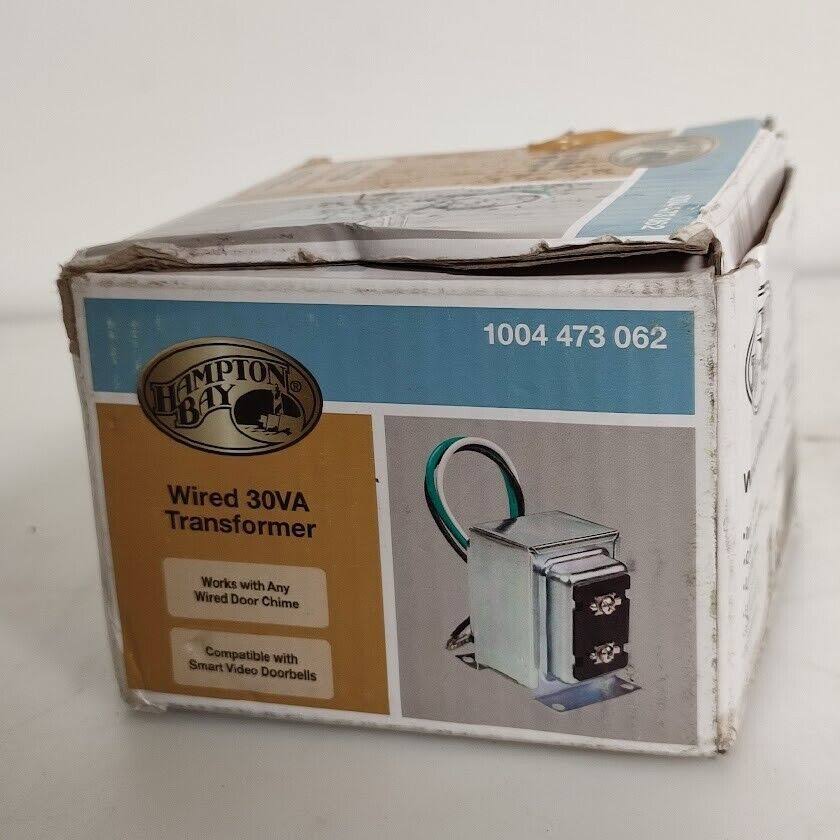 1004 473 062
HAMPTON
BAY®
Wired 30VA
Transformer
Works with Any
Wired Door Chime
Compatible with
Smart Video Doorbells